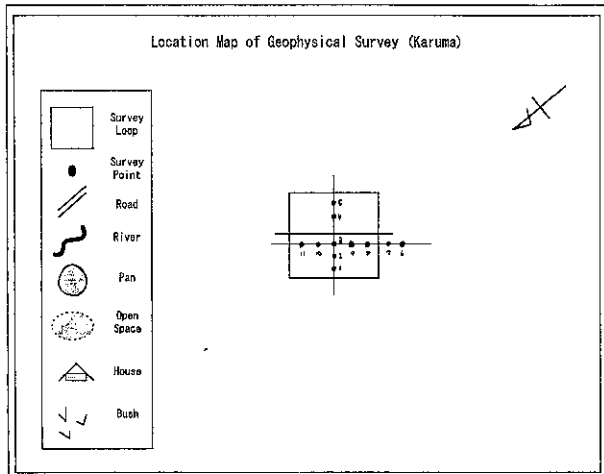 Location Map of Geophysical Survey (Karuma)
Survey
Loop
Survey
Point
Road
River
Pan
Open
Space
House
Bush